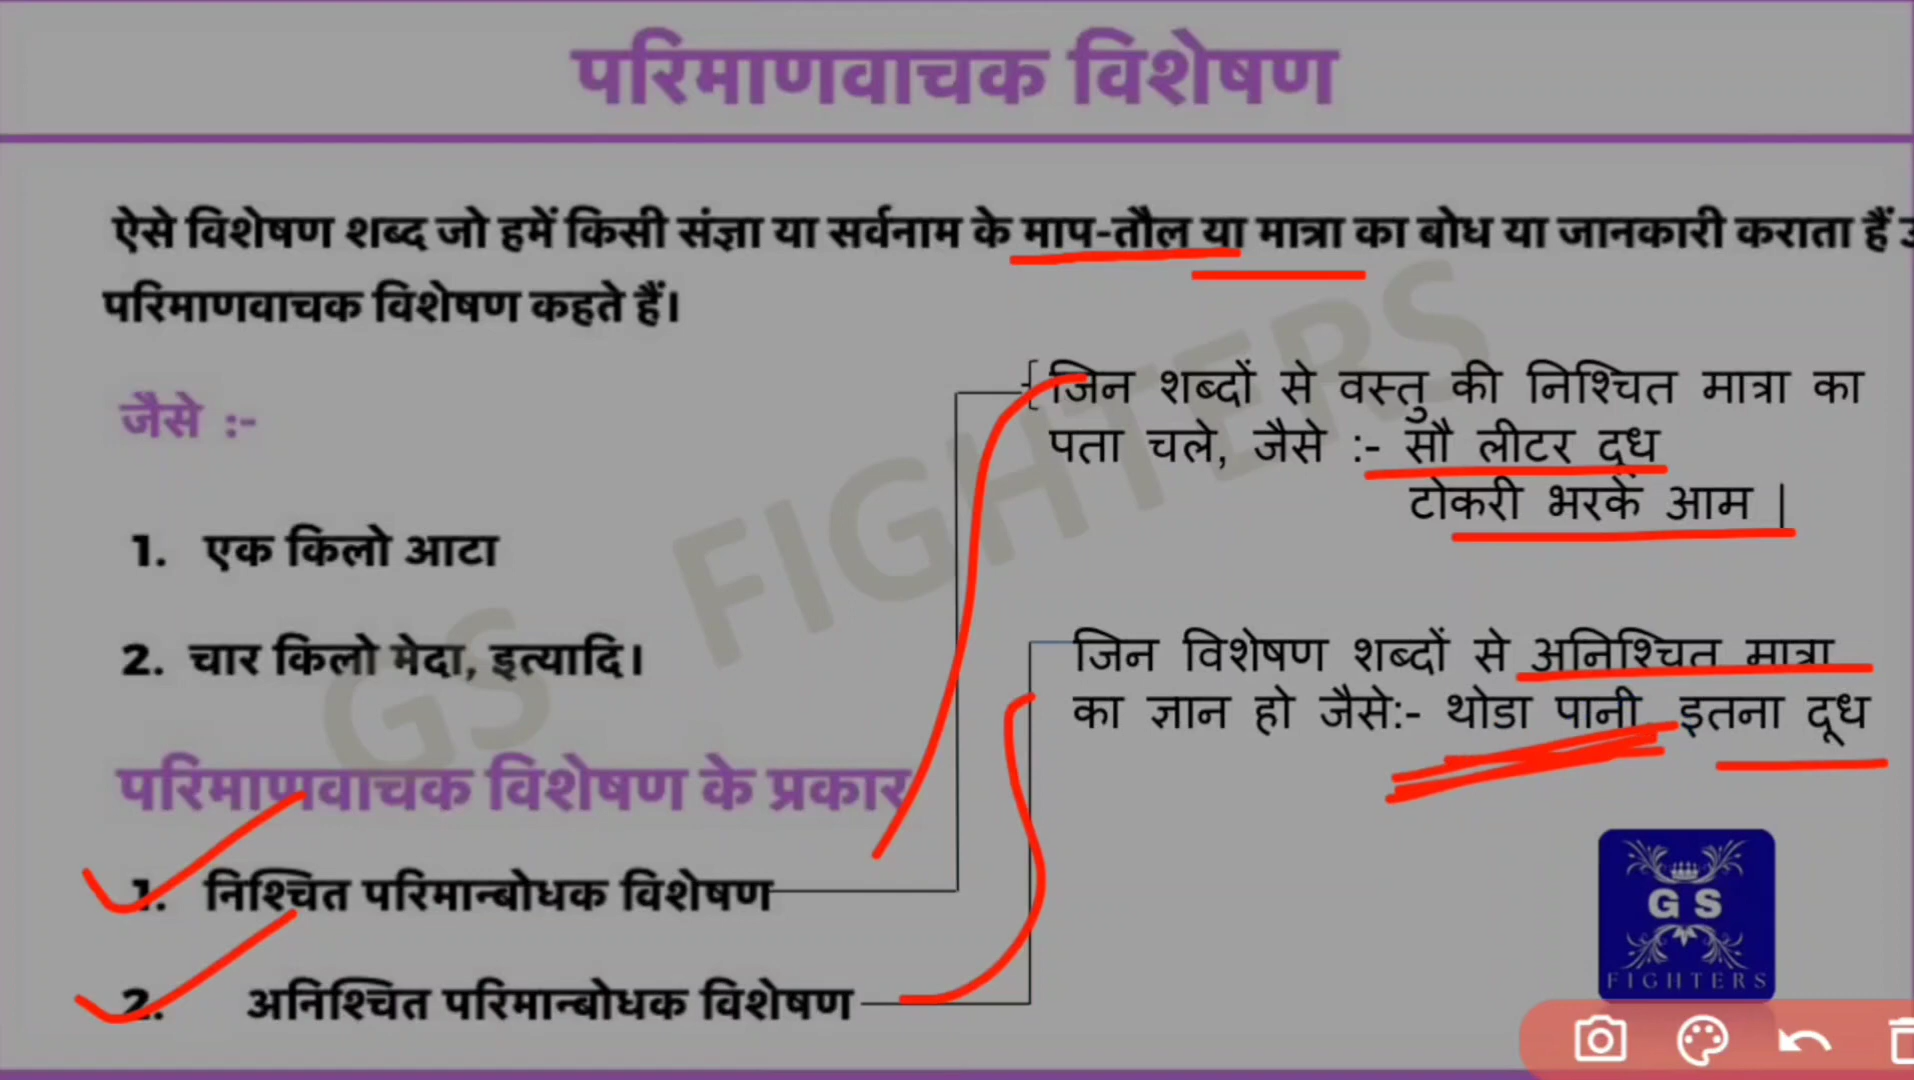 परिमाणवाचक विशेषण
ऐसे विशेषण शब्द जो हमें किसी संज्ञा या सर्वनाम के माप-तौल या मात्रा का बोध या जानकारी कराता हैं
परिमाणवाचक विशेषण कहते हैं।
जैसे :-
1. एक किलो आटा
2. चार किलो मेदा, इत्यादि।
परिमाणवाचक विशेषण के प्रकार
1. निश्चित परिमान्बोधक विशेषण
2. अनिश्चित परिमान्बोधक विशेषण
जिन शब्दों से वस्तु की निश्चित मात्रा का
पता चले, जैसे :- सौ लीटर दूध
टोकरी भरके आम |
जिन विशेषण शब्दों से अनिश्चित मात्रा
का ज्ञान हो जैसे:- थोडा पानी, इतना दूध
GS FIGHTERS
G S
FIGHTERS